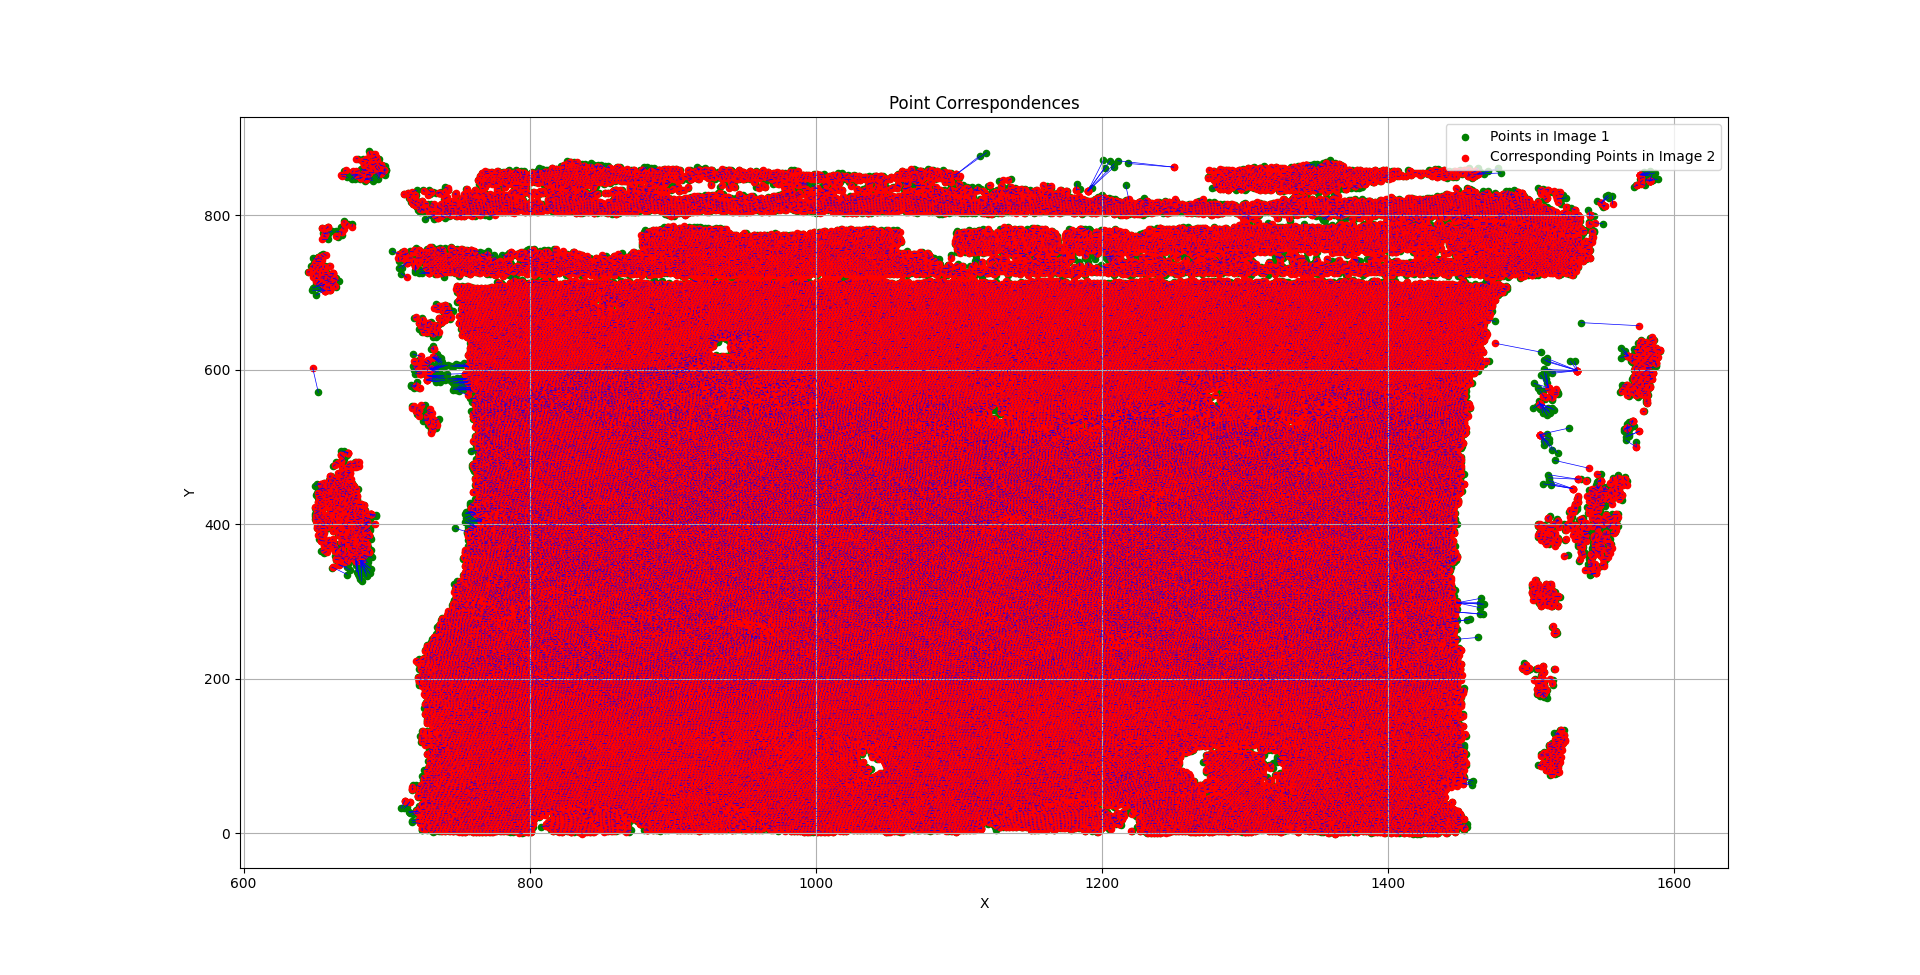 Point Correspondences
Points in Image 1
Corresponding Points in Image 2
800
600
400
200
0
Y
600 800 1000 1200 1400 1600
X